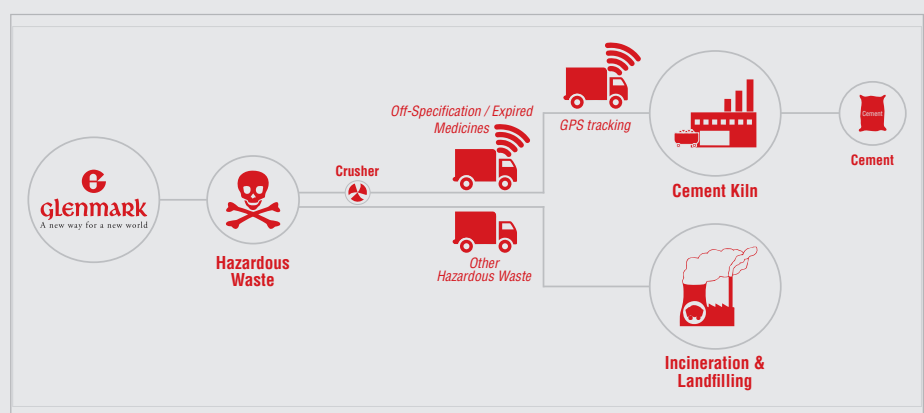 glenmark
A new way for a new world
Hazardous
Waste
Crusher
Off-Specification / Expired
Medicines
Other
Hazardous Waste
GPS tracking
Cement Kiln
Cement
Cement
Incineration &
Landfilling